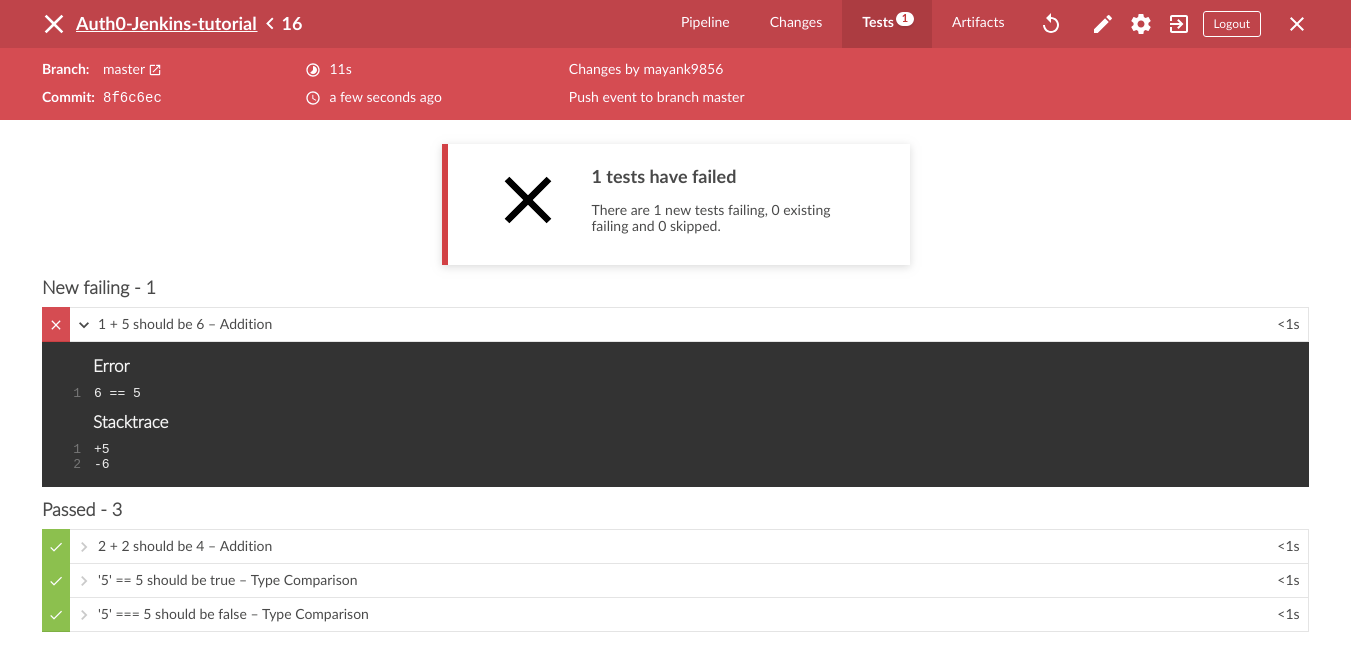 Auth0-Jenkins-tutorial < 16
Pipeline
Changes
Tests 1
Artifacts
Logout
Branch: master
11s
Changes by mayank9856
Commit: 8f6c6ec
a few seconds ago
Push event to branch master
1 tests have failed
There are 1 new tests failing, 0 existing
failing and 0 skipped.
New failing - 1
1 + 5 should be 6 – Addition
<1s
Error
1 6 == 5
Stacktrace
1 +5
2 -6
Passed - 3
2 + 2 should be 4 – Addition
<1s
'5' == 5 should be true – Type Comparison
<1s
'5' === 5 should be false – Type Comparison
<1s